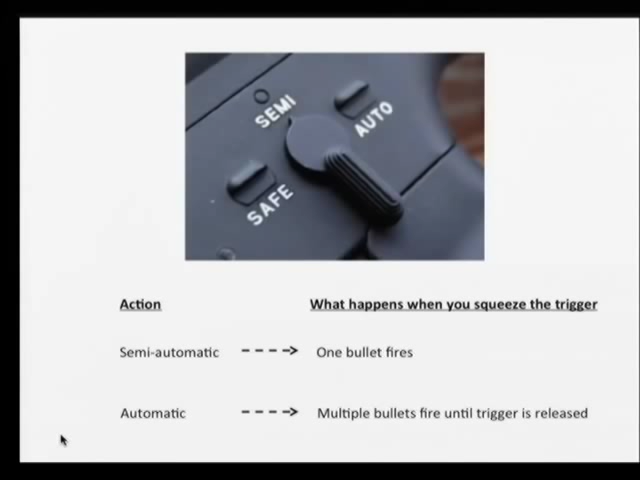 SEMI
AUTO
SAFE
Action What happens when you squeeze the trigger
Semi-automatic One bullet fires
Automatic Multiple bullets fire until trigger is released